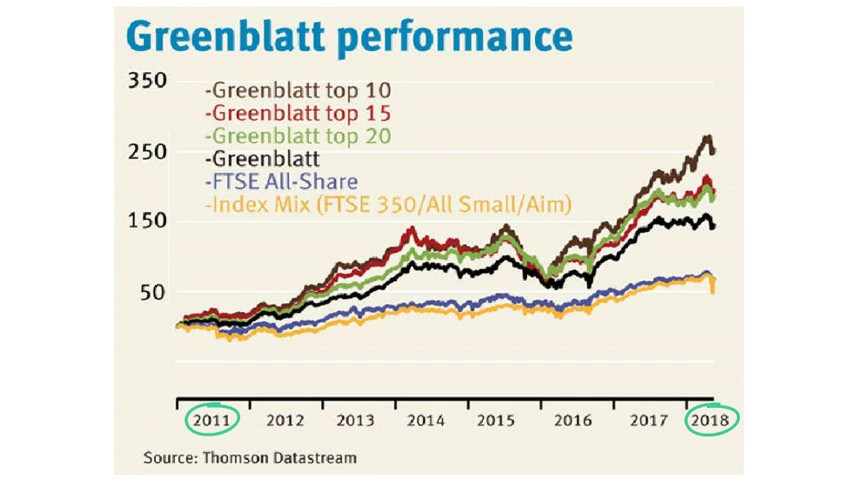 Greenblatt performance
350
-Greenblatt top 10
-Greenblatt top 15
-Greenblatt top 20
250
-Greenblatt
-FTSE All-Share
-Index Mix (FTSE 350/All Small/Aim)
150
50
2011 2012 2013 2014 2015 2016 2017 2018
Source: Thomson Datastream